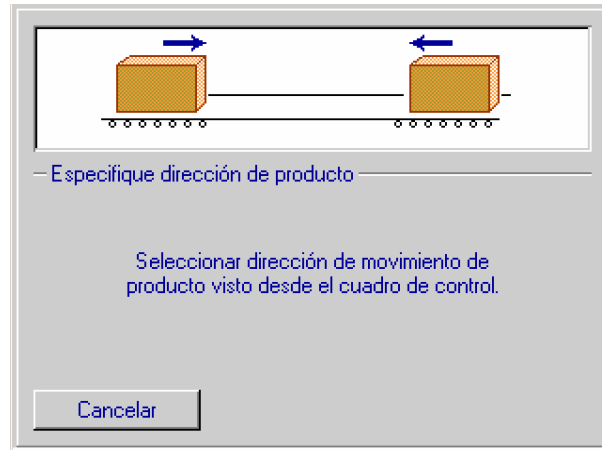 Especifique dirección de producto
Seleccionar dirección de movimiento de
producto visto desde el cuadro de control.
Cancelar